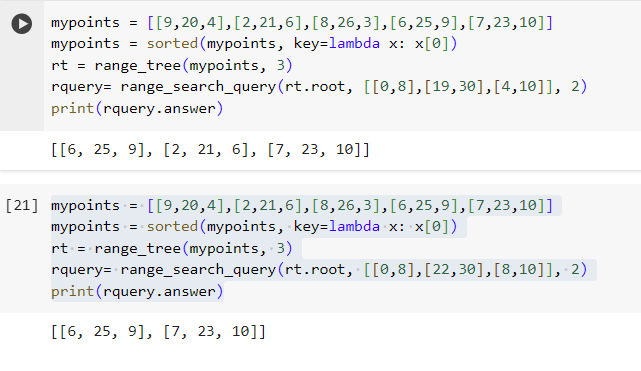 mypoints = [[9,20,4],[2,21,6],[8,26,3],[6,25,9],[7,23,10]]
mypoints = sorted(mypoints, key=lambda x: x[0])
rt = range_tree(mypoints, 3)
rquery= range_search_query(rt.root, [[0,8],[19,30],[4,10]], 2)
print(rquery.answer)
[[6, 25, 9], [2, 21, 6], [7, 23, 10]]
[21] mypoints = [[9,20,4],[2,21,6],[8,26,3],[6,25,9],[7,23,10]]
mypoints = sorted(mypoints, key=lambda x: x[0])
rt = range_tree(mypoints, 3)
rquery= range_search_query(rt.root, [[0,8],[22,30],[8,10]], 2)
print(rquery.answer)
[[6, 25, 9], [7, 23, 10]]